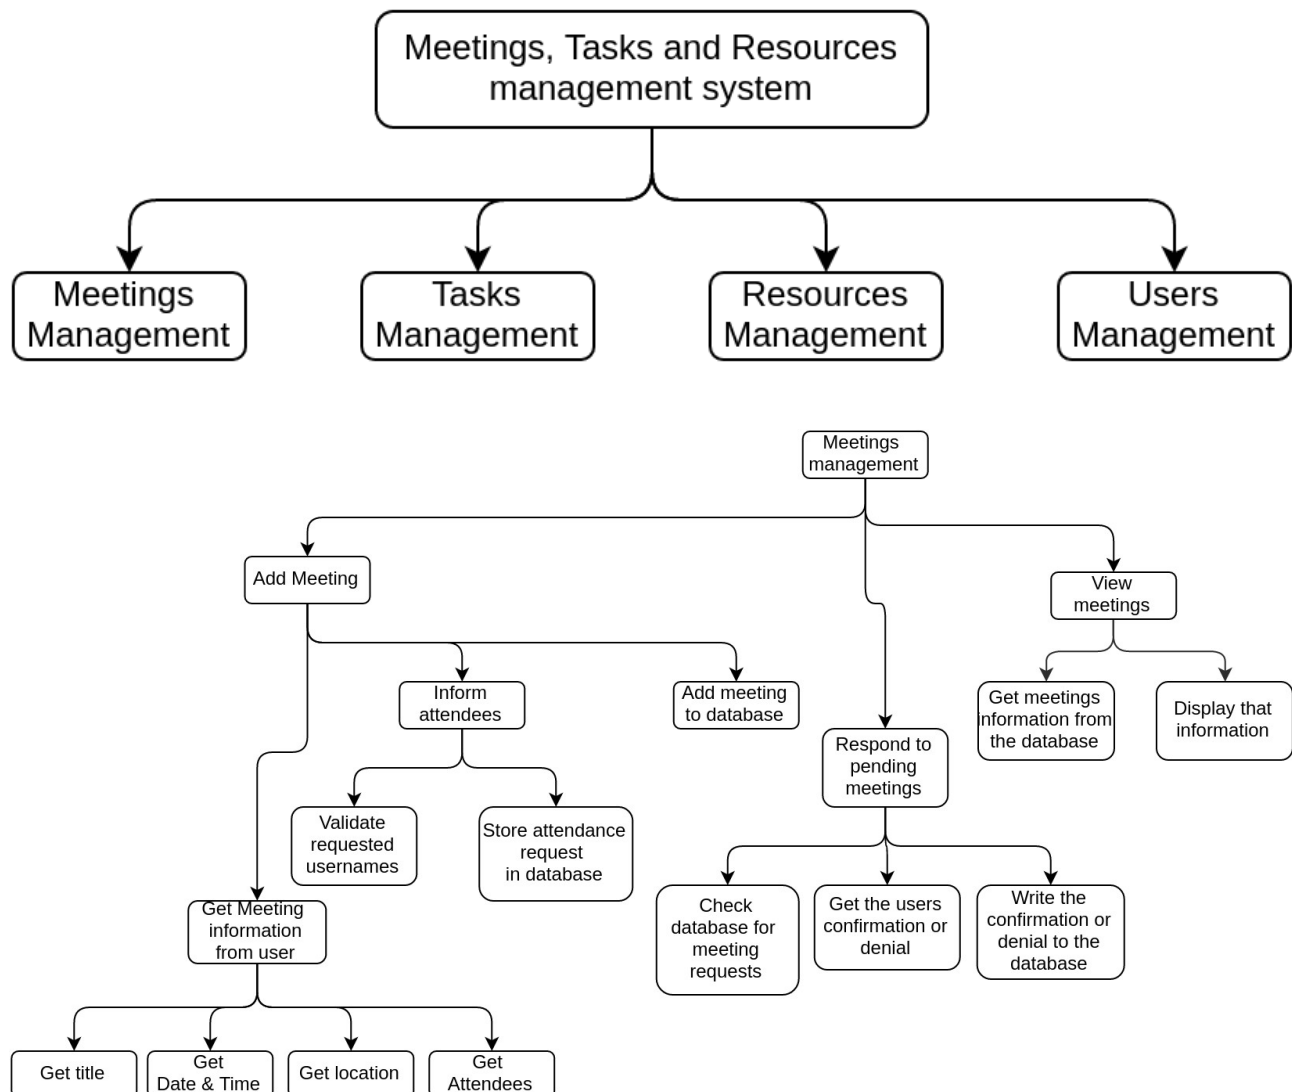 Meetings, Tasks and Resources
management system
Meetings
Management
Tasks
Management
Resources
Management
Users
Management
Meetings
management
Add Meeting
View
meetings
Inform
attendees
Add meeting
to database
Get meetings
information from
the database
Display that
information
Respond to
pending
meetings
Validate
requested
usernames
Store attendance
request
in database
Get Meeting
information
from user
Check
database for
meeting
requests
Get the users
confirmation or
denial
Write the
confirmation or
denial to the
database
Get title
Get
Date & Time
Get location
Get
Attendees